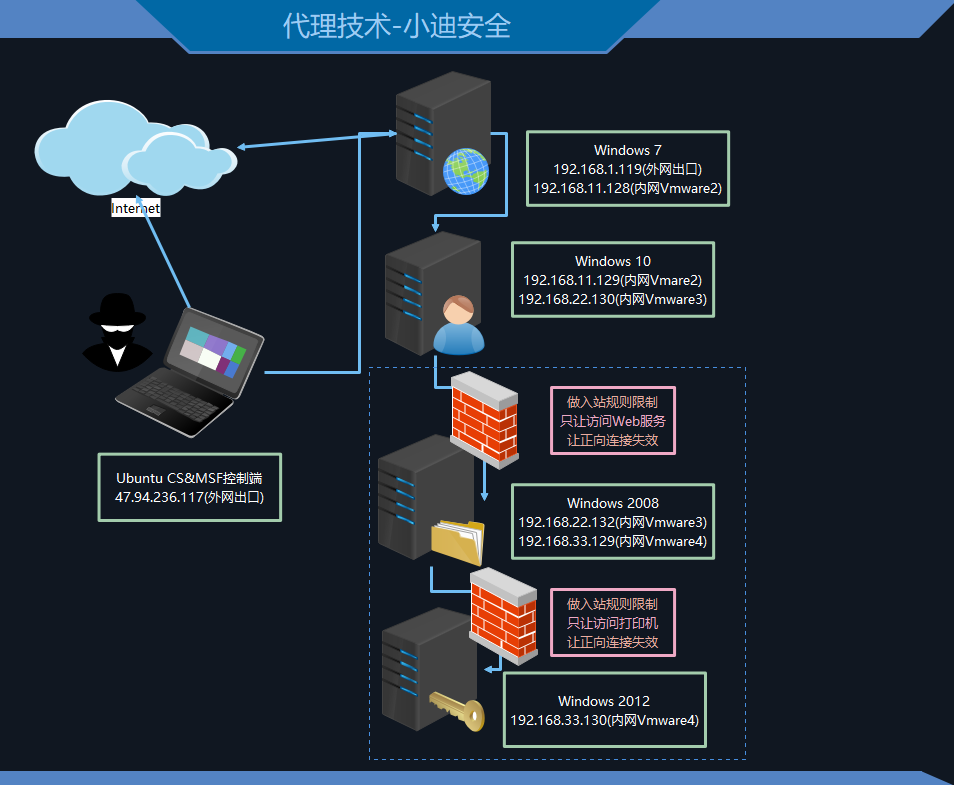 代理技术-小迪安全
Windows 7
192.168.1.119(外网出口)
192.168.11.128(内网Vmware2)
Internet
Windows 10
192.168.11.129(内网Vmare2)
192.168.22.130(内网Vmware3)
做入站规则限制
只让访问Web服务
让正向连接失效
Ubuntu CS&MSF控制端
47.94.236.117(外网出口)
Windows 2008
192.168.22.132(内网Vmware3)
192.168.33.129(内网Vmware4)
做入站规则限制
只让访问打印机
让正向连接失效
Windows 2012
192.168.33.130(内网Vmware4)